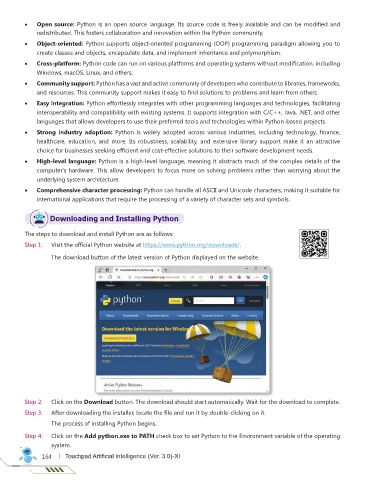 • Open source: Python is an open source language. Its source code is freely available and can be modified and
redistributed. This fosters collaboration and innovation within the Python community.
• Object-oriented: Python supports object-oriented programming (OOP) programming paradigm allowing you to
create classes and objects, encapsulate data, and implement inheritance and polymorphism.
• Cross-platform: Python code can run on various platforms and operating systems without modification, including
Windows, macOS, Linux, and others.
• Community support: Python has a vast and active community of developers who contribute to libraries, frameworks,
and resources. This community support makes it easy to find solutions to problems and learn from others.
• Easy integration: Python effortlessly integrates with other programming languages and technologies, facilitating
interoperability and compatibility with existing systems. It supports integration with C/C++, Java, .NET, and other
languages that allows developers to use their preferred tools and technologies within Python-based projects.
• Strong industry adoption: Python is widely adopted across various industries, including technology, finance,
healthcare, education, and more. Its robustness, scalability, and extensive library support make it an attractive
choice for businesses seeking efficient and cost-effective solutions to their software development needs.
• High-level language: Python is a high-level language, meaning it abstracts much of the complex details of the
computer's hardware. This allow developers to focus more on solving problems rather than worrying about the
underlying system architecture.
• Comprehensive character processing: Python can handle all ASCII and Unicode characters, making it suitable for
international applications that require the processing of a variety of character sets and symbols.
Downloading and Installing Python
The steps to download and install Python are as follows:
Step 1: Visit the official Python website at https://www.python.org/downloads/.
The download button of the latest version of Python displayed on the website.
python
Download the latest version for Windows
Active Python Releases
Step 2: Click on the Download button. The download should start automatically. Wait for the download to complete.
Step 3: After downloading the installer, locate the file and run it by double-clicking on it.
The process of installing Python begins.
Step 4: Click on the Add python.exe to PATH check box to set Python to the Environment variable of the operating
system.
164 Touchpad Artificial Intelligence (Ver. 3.0)-XI